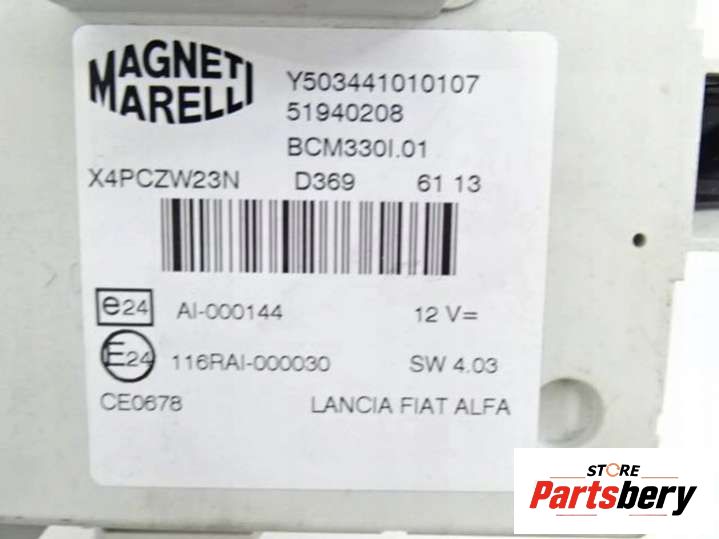 MAGNETI MARELLI
Y503441010107
51940208
BCM330I.01
X4PCZW23N D369 61 13
e24 AI-000144 12 V=
E24 116RAI-000030 SW 4.03
CE0678 LANCIA FIAT ALFA
STORE
Partsbery